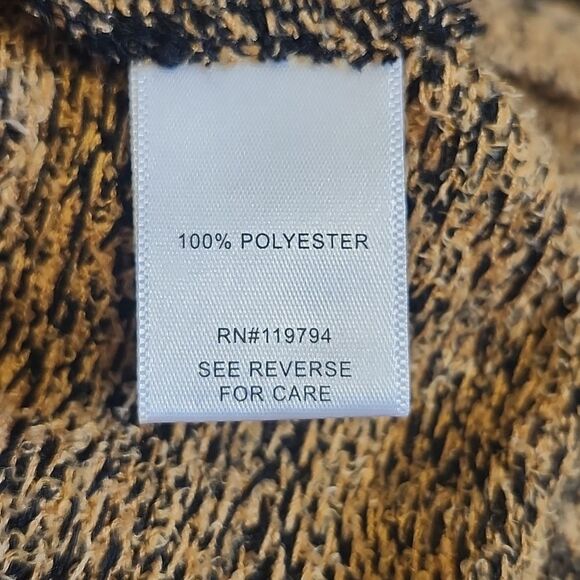 100% POLYESTER
RN#119794
SEE REVERSE
FOR CARE